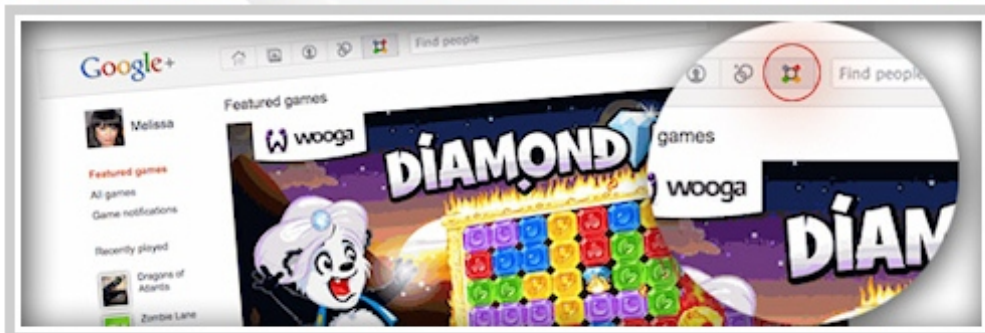 Google+
Find people
Melissa
Featured games
All games
Game notifications
Recently played
Dragons of
Atlantis
Zombie Lane
Featured games
wooga
DIAMOND
Find people
games
wooga
DIAM